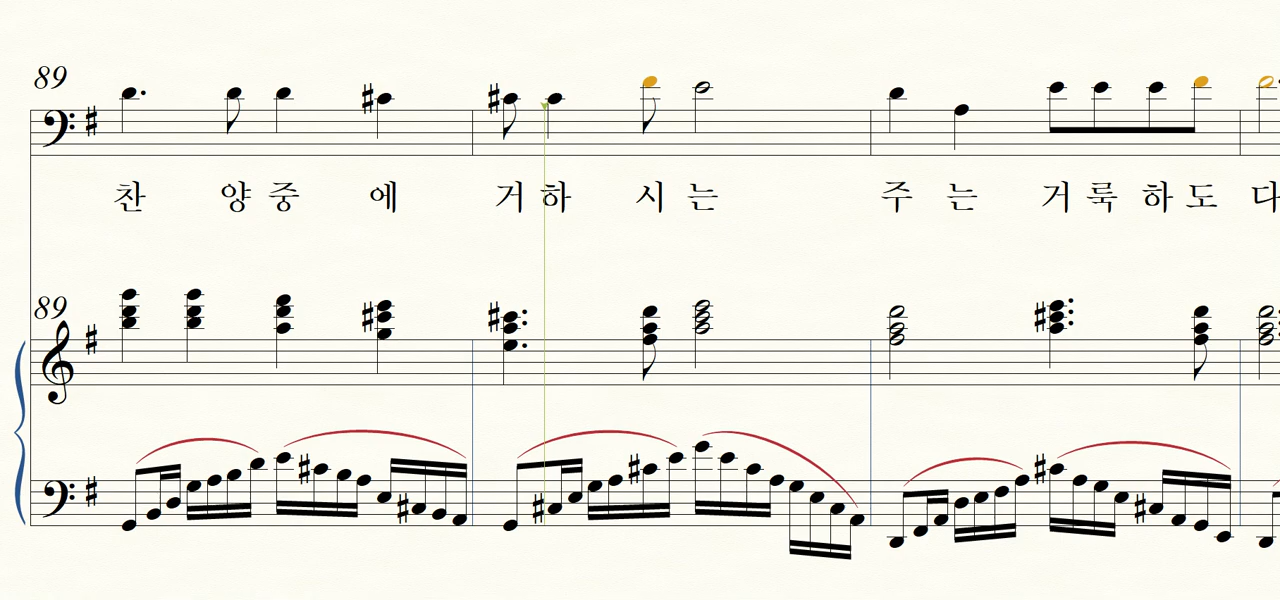 89
찬 양 중 에 거 하 시 는 주 는 거 룩 하 도 다
89